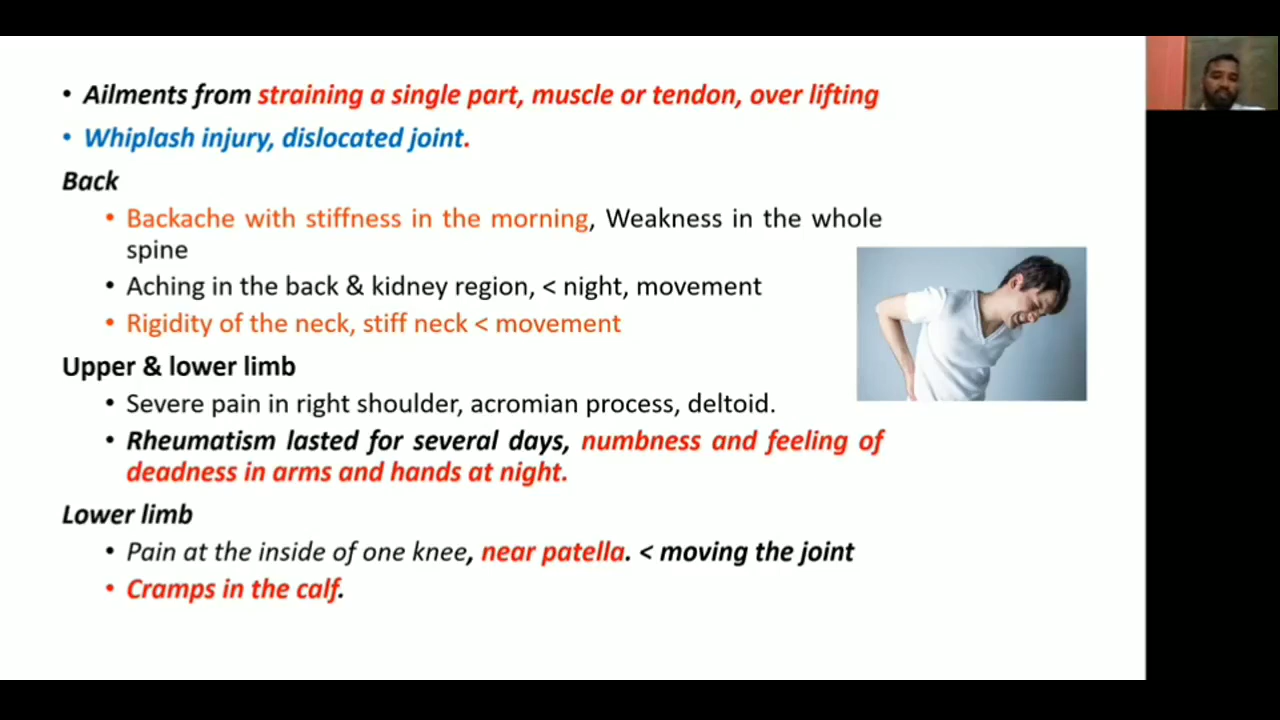 • Ailments from straining a single part, muscle or tendon, over lifting
• Whiplash injury, dislocated joint.
Back
• Backache with stiffness in the morning, Weakness in the whole
spine
• Aching in the back & kidney region, < night, movement
• Rigidity of the neck, stiff neck < movement
Upper & lower limb
• Severe pain in right shoulder, acromian process, deltoid.
• Rheumatism lasted for several days, numbness and feeling of
deadness in arms and hands at night.
Lower limb
• Pain at the inside of one knee, near patella. < moving the joint
• Cramps in the calf.